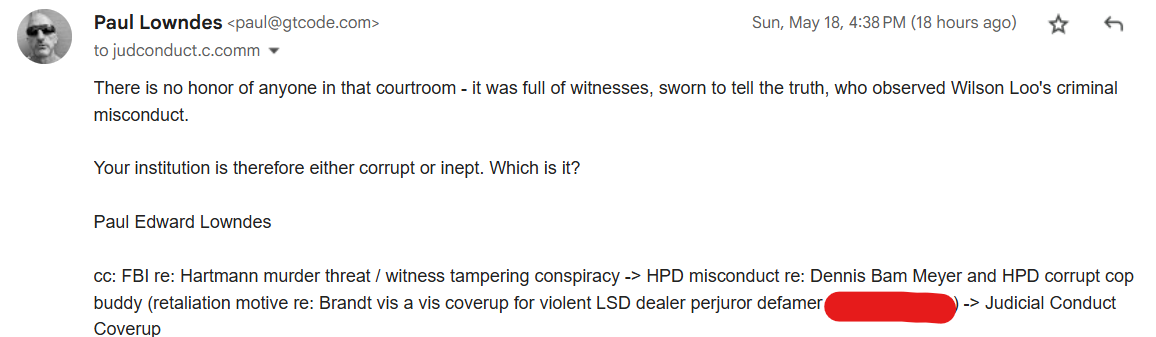 Paul Lowndes <paul@gtcode.com> Sun, May 18, 4:38 PM (18 hours ago)
to judconduct.c.comm
There is no honor of anyone in that courtroom - it was full of witnesses, sworn to tell the truth, who observed Wilson Loo's criminal
misconduct.
Your institution is therefore either corrupt or inept. Which is it?
Paul Edward Lowndes
cc: FBI re: Hartmann murder threat / witness tampering conspiracy -> HPD misconduct re: Dennis Bam Meyer and HPD corrupt cop
buddy (retaliation motive re: Brandt vis a vis coverup for violent LSD dealer perjuror defamer ) -> Judicial Conduct
Coverup